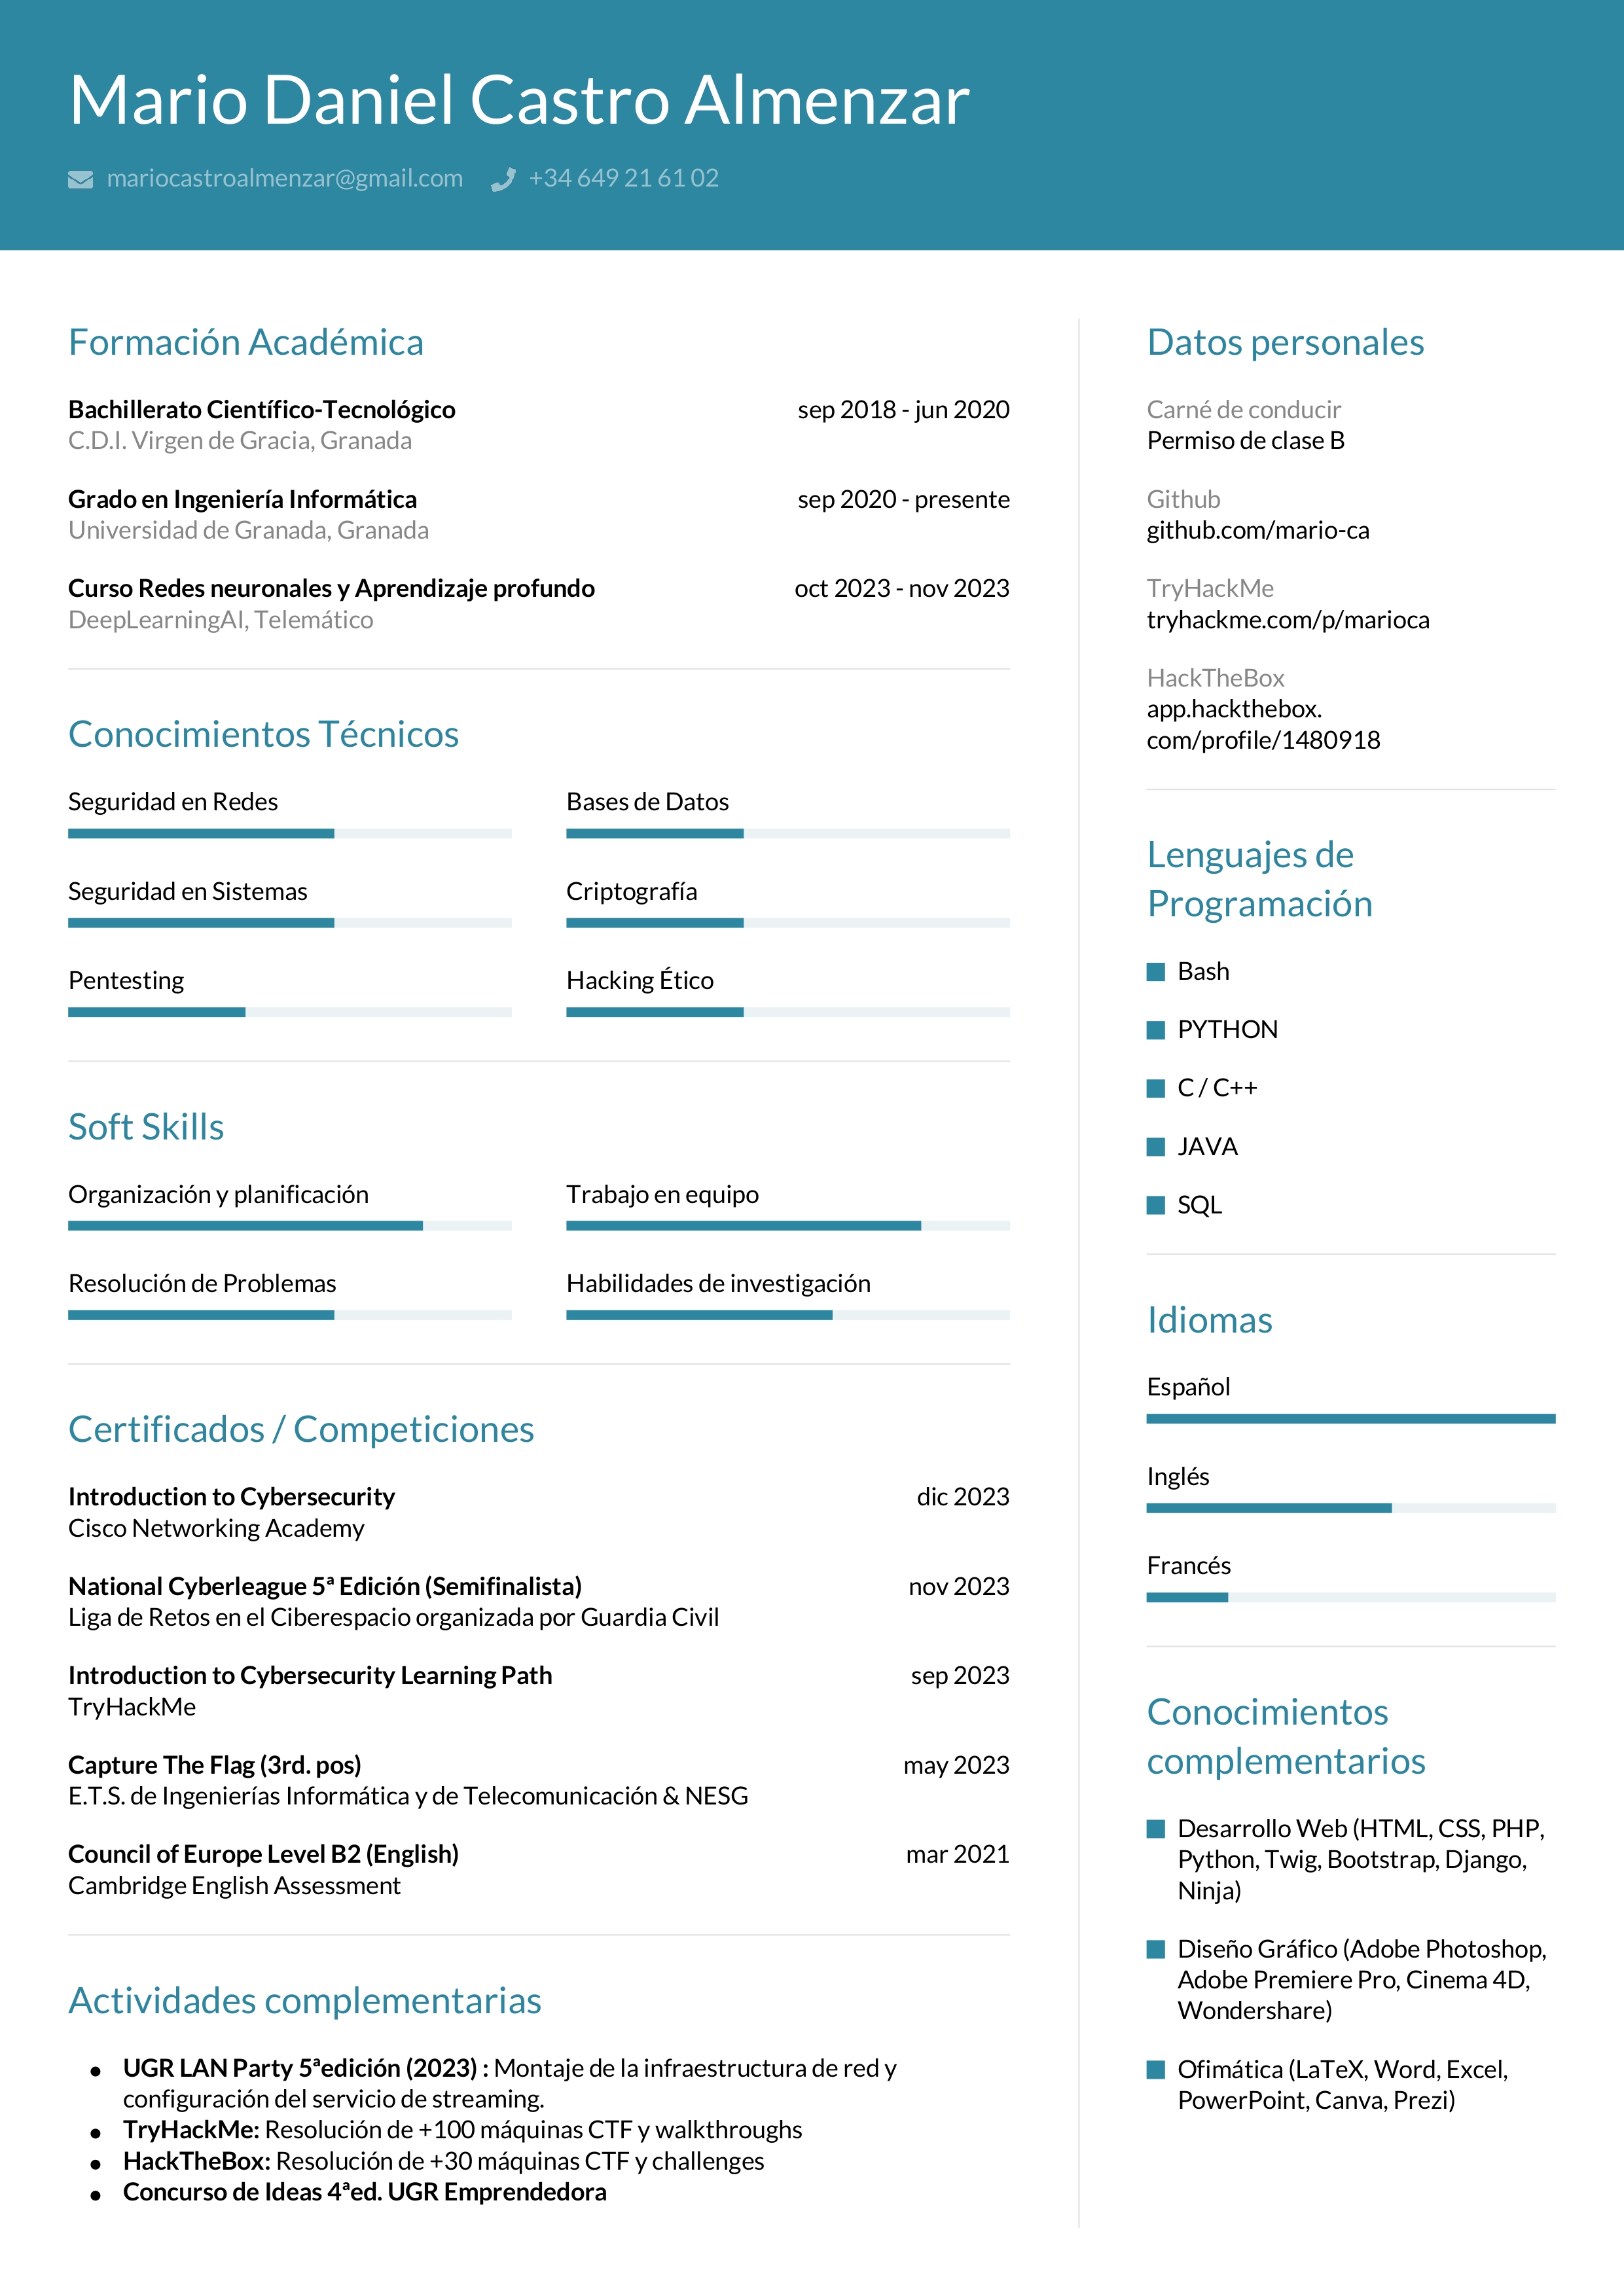 Mario Daniel Castro Almenzar
mariocastroalmenzar@gmail.com +34 649 21 61 02
Formación Académica
Bachillerato Científico-Tecnológico sep 2018 - jun 2020
C.D.I. Virgen de Gracia, Granada
Grado en Ingeniería Informática sep 2020 - presente
Universidad de Granada, Granada
Curso Redes neuronales y Aprendizaje profundo oct 2023 - nov 2023
DeepLearningAI, Telemático
Conocimientos Técnicos
Seguridad en Redes Bases de Datos
Seguridad en Sistemas Criptografía
Pentesting Hacking Ético
Soft Skills
Organización y planificación Trabajo en equipo
Resolución de Problemas Habilidades de investigación
Certificados / Competiciones
Introduction to Cybersecurity dic 2023
Cisco Networking Academy
National Cyberleague 5ª Edición (Semifinalista) nov 2023
Liga de Retos en el Ciberespacio organizada por Guardia Civil
Introduction to Cybersecurity Learning Path sep 2023
TryHackMe
Capture The Flag (3rd. pos) may 2023
E.T.S. de Ingenierías Informática y de Telecomunicación & NESG
Council of Europe Level B2 (English) mar 2021
Cambridge English Assessment
Actividades complementarias
• UGR LAN Party 5ªedición (2023) : Montaje de la infraestructura de red y
configuración del servicio de streaming.
• TryHackMe: Resolución de +100 máquinas CTF y walkthroughs
• HackTheBox: Resolución de +30 máquinas CTF y challenges
• Concurso de Ideas 4ªed. UGR Emprendedora
Datos personales
Carné de conducir
Permiso de clase B
Github
github.com/mario-ca
TryHackMe
tryhackme.com/p/marioca
HackTheBox
app.hackthebox.
com/profile/1480918
Lenguajes de
Programación
Bash
PYTHON
C / C++
JAVA
SQL
Idiomas
Español
Inglés
Francés
Conocimientos
complementarios
Desarrollo Web (HTML, CSS, PHP,
Python, Twig, Bootstrap, Django,
Ninja)
Diseño Gráfico (Adobe Photoshop,
Adobe Premiere Pro, Cinema 4D,
Wondershare)
Ofimática (LaTeX, Word, Excel,
PowerPoint, Canva, Prezi)